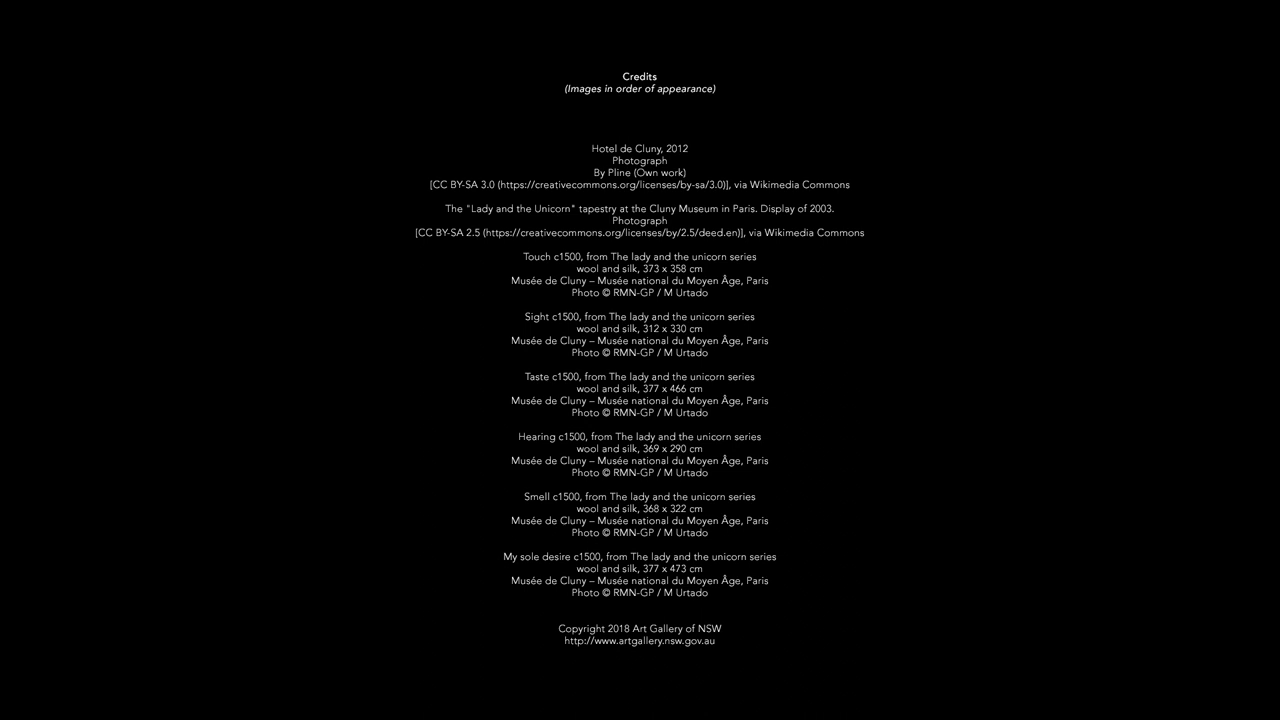 Credits
(Images in order of appearance)
Hotel de Cluny, 2012
Photograph
By Pline (Own work)
[CC BY-SA 3.0 (https://creativecommons.org/licenses/by-sa/3.0)], via Wikimedia Commons
The "Lady and the Unicorn" tapestry at the Cluny Museum in Paris. Display of 2003.
Photograph
[CC BY-SA 2.5 (https://creativecommons.org/licenses/by/2.5/deed.en)], via Wikimedia Commons
Touch c1500, from The lady and the unicorn series
wool and silk, 373 x 358 cm
Musée de Cluny – Musée national du Moyen Âge, Paris
Photo © RMN-GP / M Urtado
Sight c1500, from The lady and the unicorn series
wool and silk, 312 x 330 cm
Musée de Cluny – Musée national du Moyen Âge, Paris
Photo © RMN-GP / M Urtado
Taste c1500, from The lady and the unicorn series
wool and silk, 377 x 466 cm
Musée de Cluny – Musée national du Moyen Âge, Paris
Photo © RMN-GP / M Urtado
Hearing c1500, from The lady and the unicorn series
wool and silk, 369 x 290 cm
Musée de Cluny – Musée national du Moyen Âge, Paris
Photo © RMN-GP / M Urtado
Smell c1500, from The lady and the unicorn series
wool and silk, 368 x 322 cm
Musée de Cluny – Musée national du Moyen Âge, Paris
Photo © RMN-GP / M Urtado
My sole desire c1500, from The lady and the unicorn series
wool and silk, 377 x 473 cm
Musée de Cluny – Musée national du Moyen Âge, Paris
Photo © RMN-GP / M Urtado
Copyright 2018 Art Gallery of NSW
http://www.artgallery.nsw.gov.au